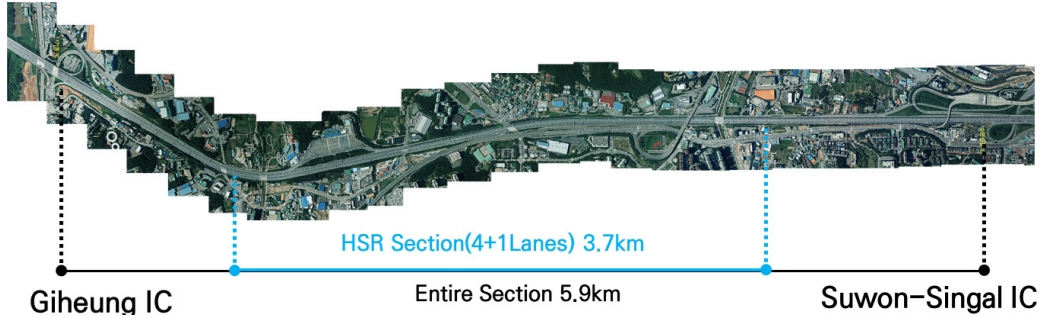 HSR Section(4+1Lanes) 3.7km
Entire Section 5.9km
Giheung IC
Suwon-Singal IC